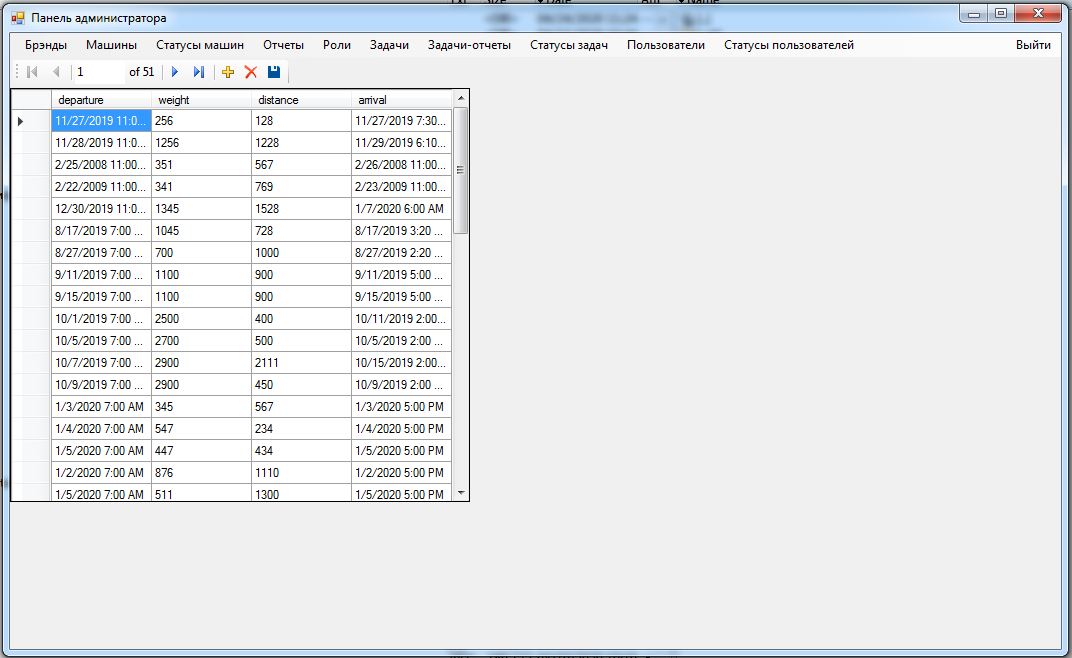 Панель администратора
Брэнды Машины Статусы машин Отчеты Роли Задачи Задачи-отчеты Статусы задач Пользователи Статусы пользователей Выйти
1 of 51
departure weight distance arrival
11/27/2019 11:0... 256 128 11/27/2019 7:30...
11/28/2019 11:0... 1256 1228 11/29/2019 6:10...
2/25/2008 11:00... 351 567 2/26/2008 11:00...
2/22/2009 11:00... 341 769 2/23/2009 11:00...
12/30/2019 11:0... 1345 1528 1/7/2020 6:00 AM
8/17/2019 7:00 ... 1045 728 8/17/2019 3:20 ...
8/27/2019 7:00 ... 700 1000 8/27/2019 2:20 ...
9/11/2019 7:00 ... 1100 900 9/11/2019 5:00 ...
9/15/2019 7:00 ... 1100 900 9/15/2019 5:00 ...
10/1/2019 7:00 ... 2500 400 10/11/2019 2:00...
10/5/2019 7:00 ... 2700 500 10/5/2019 2:00 ...
10/7/2019 7:00 ... 2900 2111 10/15/2019 2:00...
10/9/2019 7:00 ... 2900 450 10/9/2019 2:00 ...
1/3/2020 7:00 AM 345 567 1/3/2020 5:00 PM
1/4/2020 7:00 AM 547 234 1/4/2020 5:00 PM
1/5/2020 7:00 AM 447 434 1/5/2020 5:00 PM
1/2/2020 7:00 AM 876 1110 1/2/2020 5:00 PM
1/5/2020 7:00 AM 511 1300 1/5/2020 5:00 PM